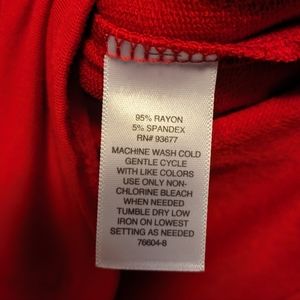 95% RAYON
5% SPANDEX
RN# 93677
MACHINE WASH COLD
GENTLE CYCLE
WITH LIKE COLORS
USE ONLY NON-
CHLORINE BLEACH
WHEN NEEDED
TUMBLE DRY LOW
IRON ON LOWEST
SETTING AS NEEDED
76604-8